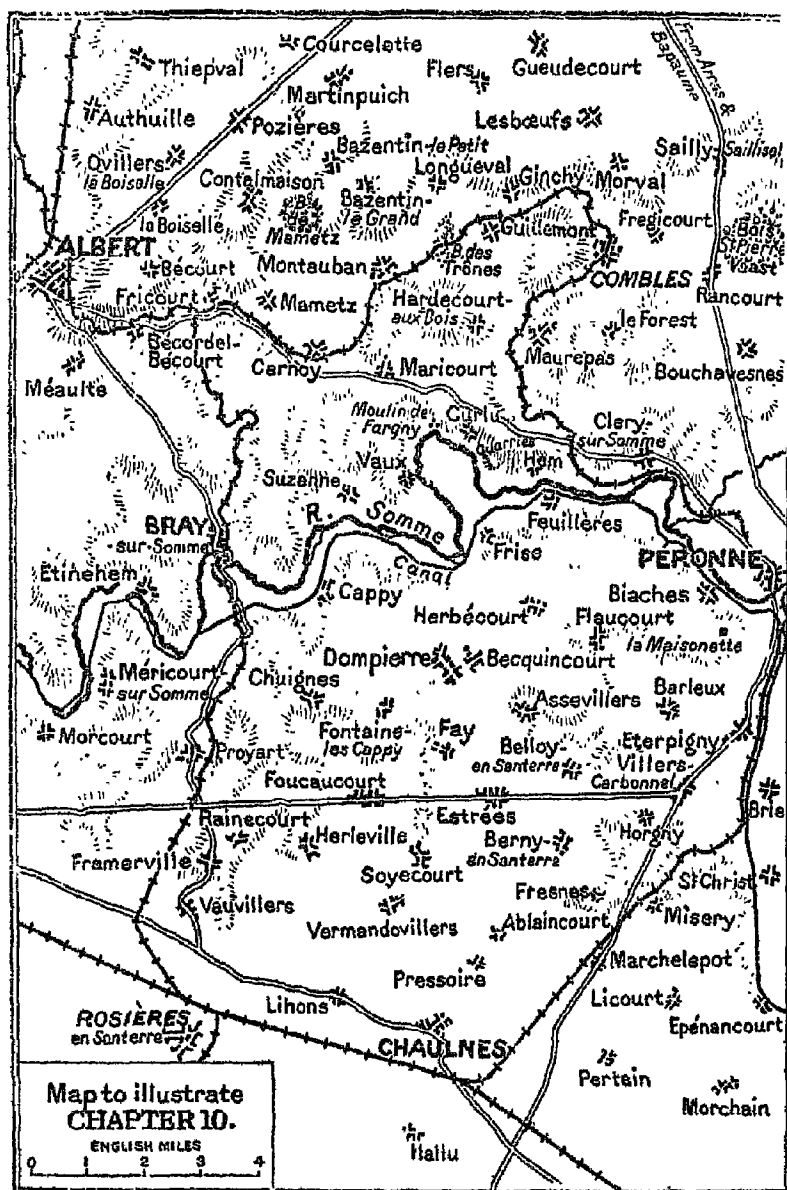 Courcelette
Thiepval
Flers
Gueudecourt
From Arras &
Bapaume
Martinpuich
Authuille
Pozières
Lesbœufs
Ovillers
la Boiselle
Bazentin-le-Petit
Longueval
Ginchy
Morval
Sailly
Saillisel
Contalmaison
Bazentin-
le-Grand
Bs
de
Mametz
la Boiselle
Guillemont
Fregicourt
Bois
St Pierre
Vaast
ALBERT
Bécourt
Montauban
B. des
Trônes
COMBLES
Rancourt
Fricourt
Mametz
Hardecourt-
aux Bois
le Forest
Bécordel-
Bécourt
Carnoy
Maricourt
Maurepas
Bouchavesnes
Méaulte
Moulin de
Fargny
Curlu
Quarries
Clery-
sur Somme
Vaux
Hem
Suzanne
R. Somme
Canal
BRAY
sur-Somme
Feuillères
Frise
PERONNE
Etinehem
Cappy
Herbécourt
Biaches
Flaucourt
la Maisonette
Dompierre
Becquincourt
Méricourt
sur Somme
Chuignes
Assevillers
Barleux
Morcourt
Fontaine-
les Cappy
Fay
Proyart
Belloy-
en Santerre
Eterpigny
Villers
Carbonnel
Foucaucourt
Rainecourt
Estrées
Brie
Herleville
Berny-
en Santerre
Horgny
Framerville
Soyecourt
St Christ
Fresnes
Vauvillers
Vermandovillers
Ablaincourt
Misery
Pressoire
Marchelepot
Lihons
Licourt
Epénancourt
ROSIÈRES
en Santerre
CHAULNES
Pertain
Morchain
Hallu
Map to illustrate
CHAPTER 10.
ENGLISH MILES
0 1 2 3 4